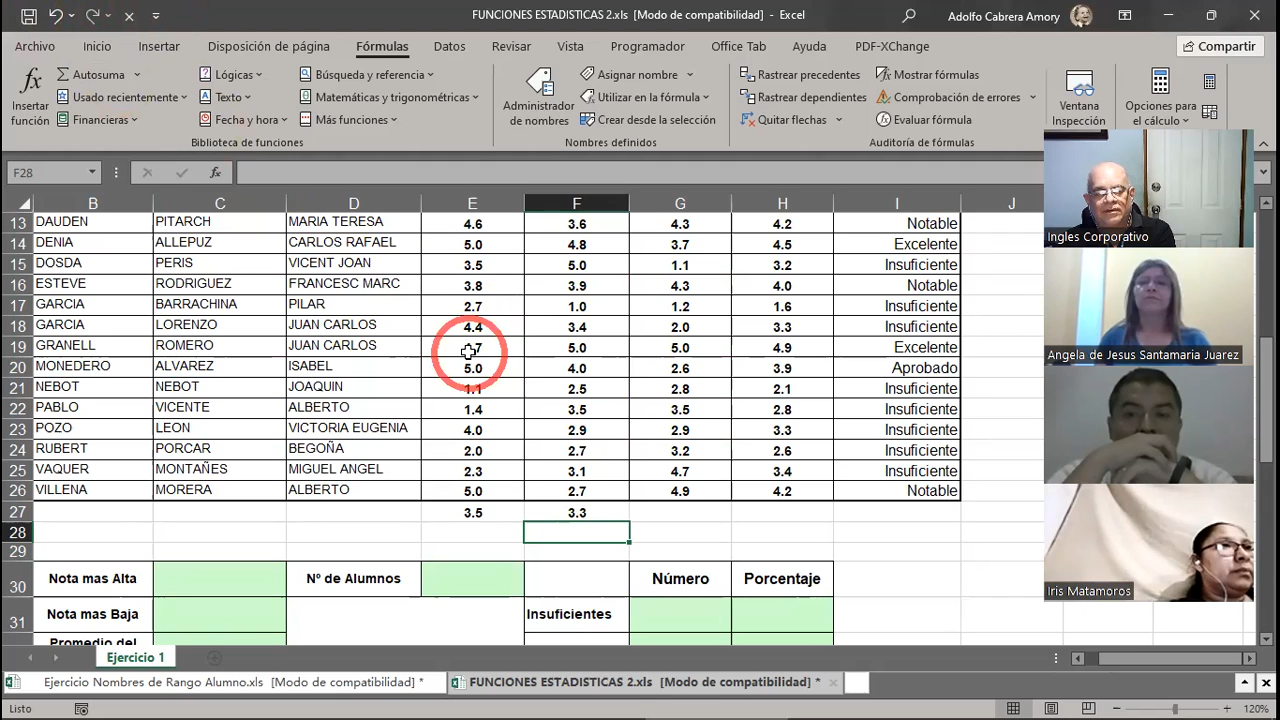 FUNCIONES ESTADISTICAS 2.xls [Modo de compatibilidad] - Excel
Adolfo Cabrera Amory
Archivo Inicio Insertar Disposición de página Fórmulas Datos Revisar Vista Programador Office Tab Ayuda PDF-XChange Compartir
Insertar función
Autosuma
Usado recientemente
Financieras
Lógicas
Texto
Fecha y hora
Búsqueda y referencia
Matemáticas y trigonométricas
Más funciones
Biblioteca de funciones
Administrador de nombres
Asignar nombre
Utilizar en la fórmula
Crear desde la selección
Nombres definidos
Rastrear precedentes
Rastrear dependientes
Quitar flechas
Mostrar fórmulas
Comprobación de errores
Evaluar fórmula
Auditoría de fórmulas
Ventana Inspección
Opciones para el cálculo
F28 fx
B C D E F G H I J
13 DAUDEN PITARCH MARIA TERESA 4.6 3.6 4.3 4.2 Notable
14 DENIA ALLEPUZ CARLOS RAFAEL 5.0 4.8 3.7 4.5 Excelente
15 DOSDA PERIS VICENT JOAN 3.5 5.0 1.1 3.2 Insuficiente
16 ESTEVE RODRIGUEZ FRANCESC MARC 3.8 3.9 4.3 4.0 Notable
17 GARCIA BARRACHINA PILAR 2.7 1.0 1.2 1.6 Insuficiente
18 GARCIA LORENZO JUAN CARLOS 4.4 3.4 2.0 3.3 Insuficiente
19 GRANELL ROMERO JUAN CARLOS 5.0 5.0 4.9 Excelente
20 MONEDERO ALVAREZ ISABEL 5.0 4.0 2.6 3.9 Aprobado
21 NEBOT NEBOT JOAQUIN 1.1 2.5 2.8 2.1 Insuficiente
22 PABLO VICENTE ALBERTO 1.4 3.5 3.5 2.8 Insuficiente
23 POZO LEON VICTORIA EUGENIA 4.0 2.9 2.9 3.3 Insuficiente
24 RUBERT PORCAR BEGOÑA 2.0 2.7 3.2 2.6 Insuficiente
25 VAQUER MONTAÑES MIGUEL ANGEL 2.3 3.1 4.7 3.4 Insuficiente
26 VILLENA MORERA ALBERTO 5.0 2.7 4.9 4.2 Notable
27 3.5 3.3
28
29
30 Nota mas Alta Nº de Alumnos Número Porcentaje
31 Nota mas Baja Insuficientes
Promedio del
Ingles Corporativo
Angela de Jesus Santamaria Juarez
Iris Matamoros
Ejercicio 1
Ejercicio Nombres de Rango Alumno.xls [Modo de compatibilidad] *
FUNCIONES ESTADISTICAS 2.xls [Modo de compatibilidad] *
Listo
120%